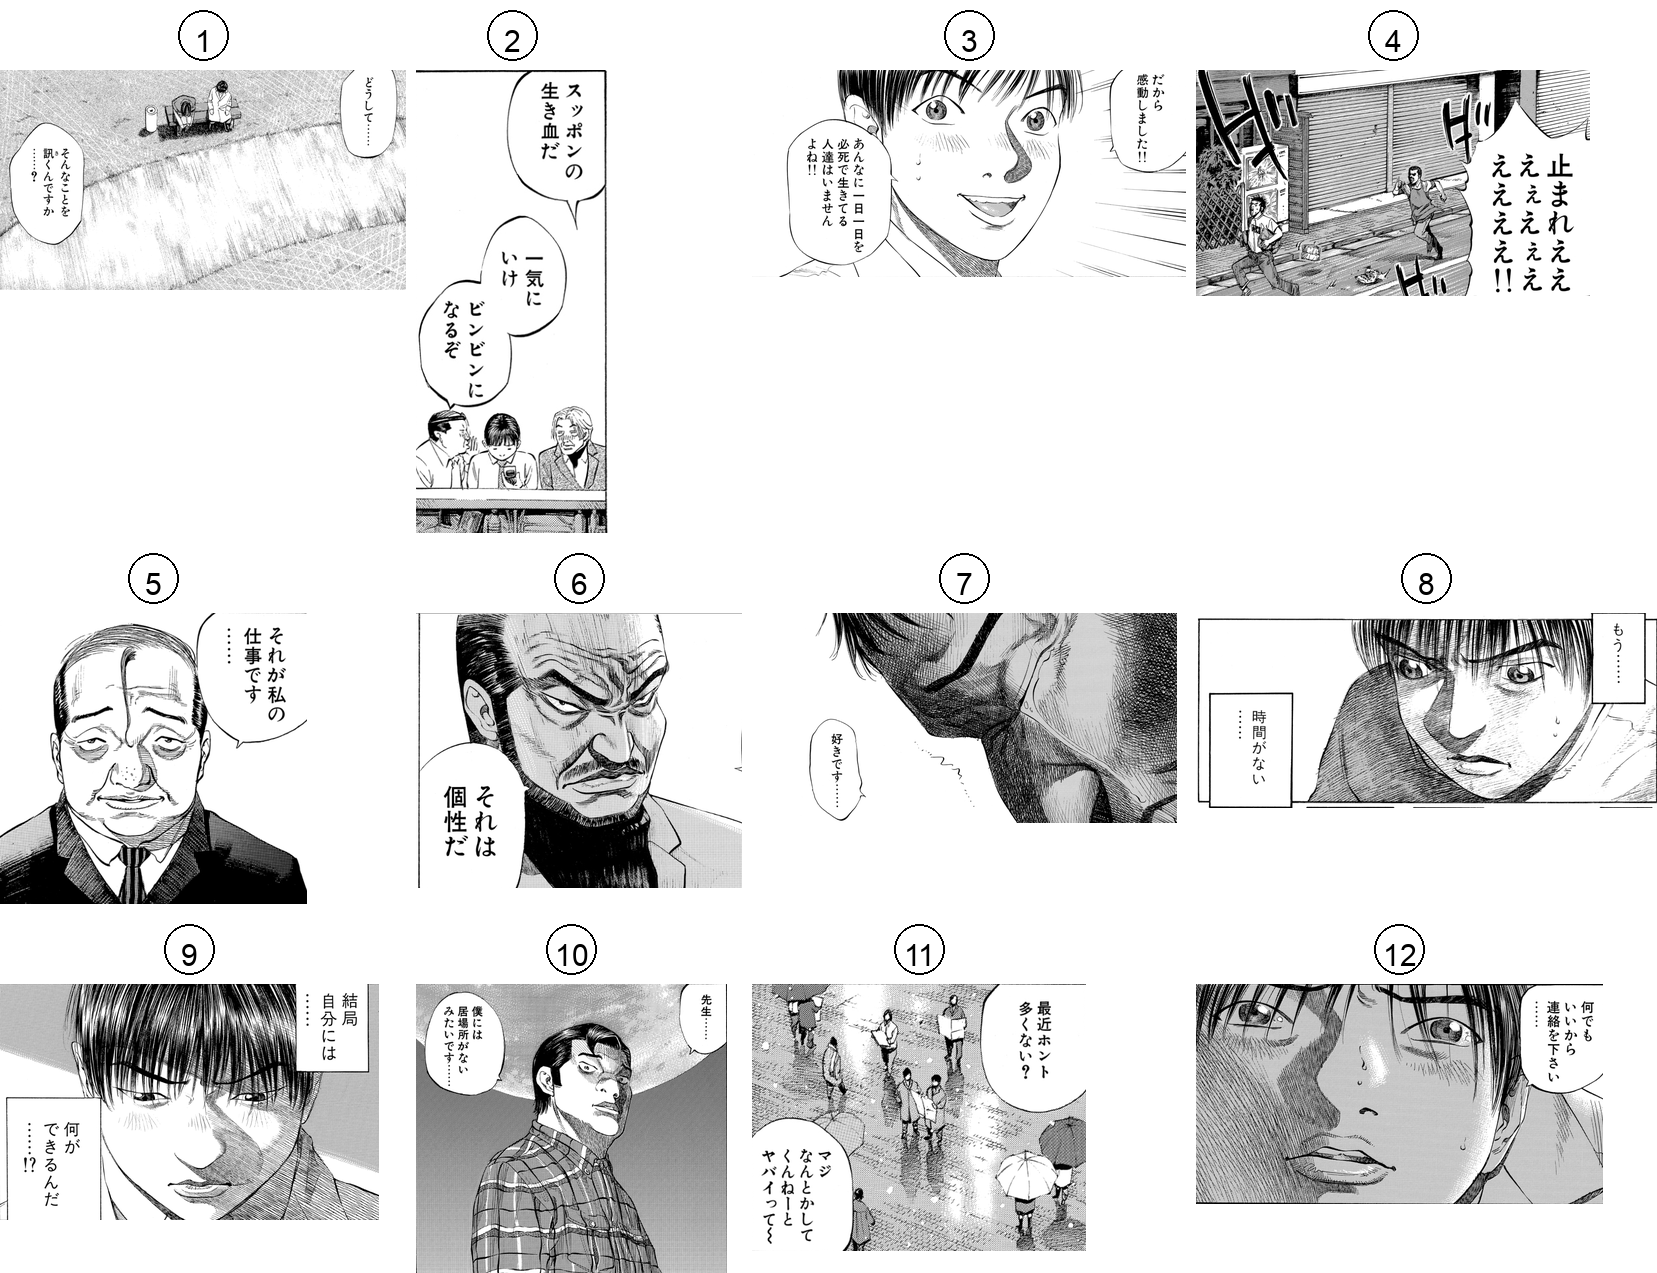 1
どうして……
そんなことを
訊くんですか
……?
き
2
スッポンの
生き血だ
一気に
いけ
ビンビンに
なるぞ
3
だから
感動しました!!
あんなに一日一日を
必死で生きてる
人達はいません
よね!!
4
ドドド
止まれええ
えぇえぇえ
ええええ!!
5
それが私の
仕事です
……
6
それは
個性だ
7
好きです……
8
もう……
時間がない
……
9
結局
自分には
……
何が
できるんだ
……!?
10
先生……
僕には
居場所がない
みたいです……
11
最近ホント
多くない?
マジ
なんとかして
くんねーと
ヤバイって〜
12
何でも
いいから
連絡を下さい
……